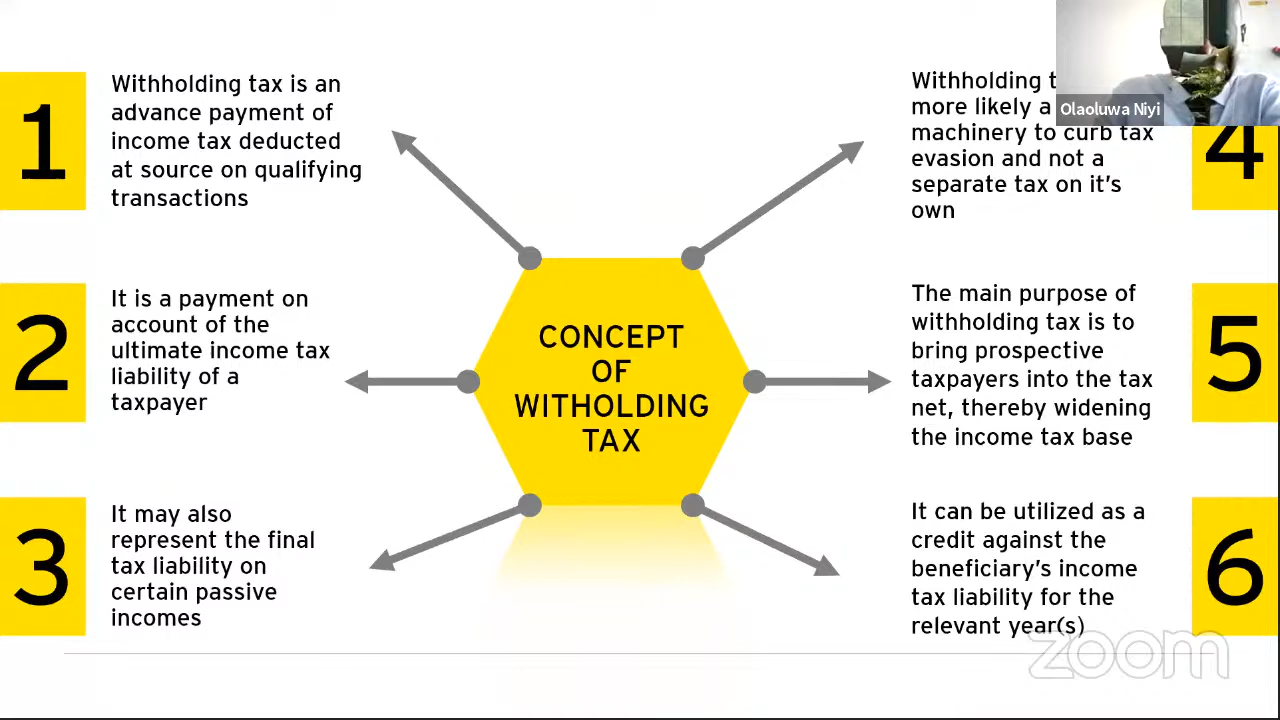 1
Withholding tax is an
advance payment of
income tax deducted
at source on qualifying
transactions
2
It is a payment on
account of the
ultimate income tax
liability of a
taxpayer
3
It may also
represent the final
tax liability on
certain passive
incomes
CONCEPT
OF
WITHOLDING
TAX
Olaoluwa Niyi
4
Withholding
more likely a
machinery to curb tax
evasion and not a
separate tax on it's
own
5
The main purpose of
withholding tax is to
bring prospective
taxpayers into the tax
net, thereby widening
the income tax base
6
It can be utilized as a
credit against the
beneficiary's income
tax liability for the
relevant year(s)
zoom